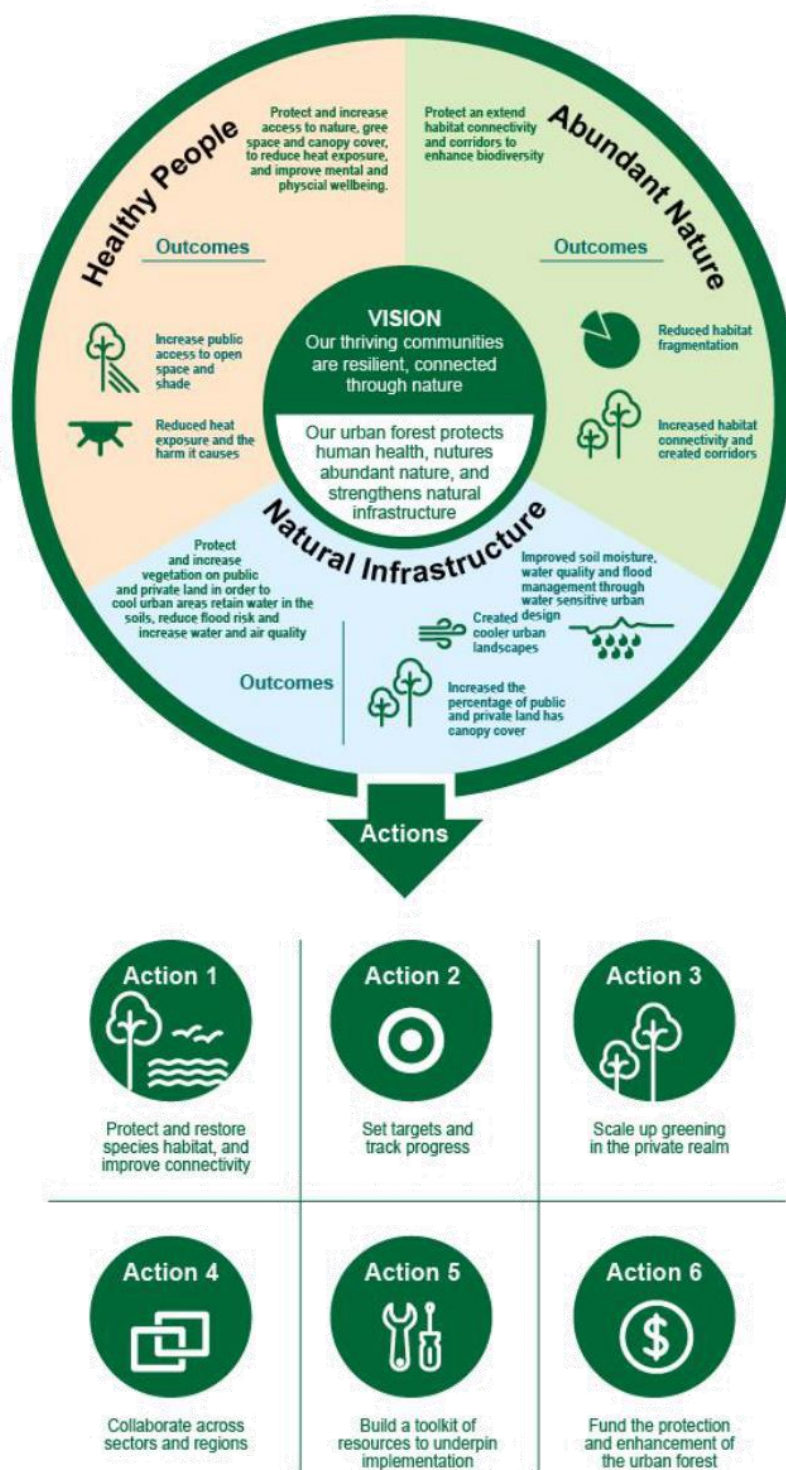 Healthy People
Protect and increase
access to nature, gree
space and canopy cover,
to reduce heat exposure,
and improve mental and
physcial wellbeing.
Outcomes
Increase public
access to open
space and
shade
Reduced heat
exposure and the
harm it causes
Abundant Nature
Protect an extend
habitat connectivity
and corridors to
enhance biodiversity
Outcomes
Reduced habitat
fragmentation
Increased habitat
connectivity and
created corridors
VISION
Our thriving communities
are resilient, connected
through nature
Our urban forest protects
human health, nutures
abundant nature, and
strengthens natural
infrastructure
Natural Infrastructure
Protect
and increase
vegetation on public
and private land in order to
cool urban areas retain water in the
soils, reduce flood risk and
increase water and air quality
Outcomes
Improved soil moisture,
water quality and flood
management through
water sensitive urban
design
Created
cooler urban
landscapes
Increased the
percentage of public
and private land has
canopy cover
Actions
Action 1
Protect and restore
species habitat, and
improve connectivity
Action 2
Set targets and
track progress
Action 3
Scale up greening
in the private realm
Action 4
Collaborate across
sectors and regions
Action 5
Build a toolkit of
resources to underpin
implementation
Action 6
$
Fund the protection
and enhancement of
the urban forest